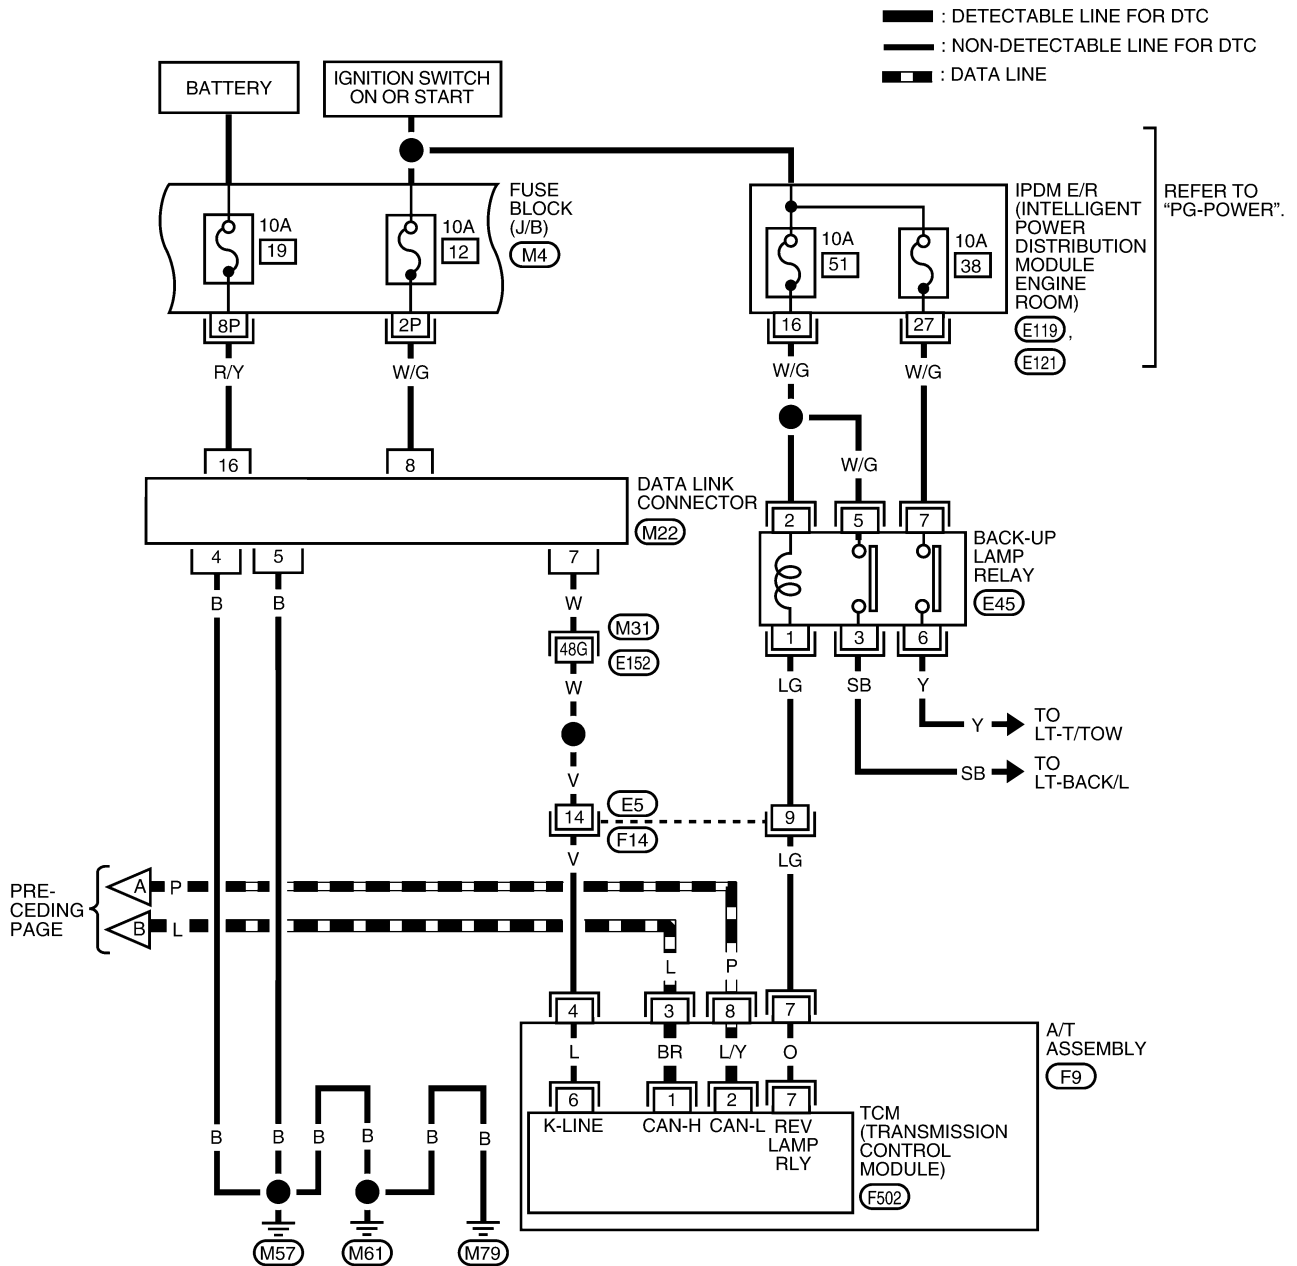 : DETECTABLE LINE FOR DTC
: NON-DETECTABLE LINE FOR DTC
: DATA LINE
BATTERY
IGNITION SWITCH
ON OR START
FUSE
BLOCK
(J/B)
M4
10A
19
10A
12
10A
51
10A
38
IPDM E/R
(INTELLIGENT
POWER
DISTRIBUTION
MODULE
ENGINE
ROOM)
E119 ,
E121
REFER TO
“PG-POWER”.
8P
2P
16
27
R/Y
W/G
W/G
W/G
W/G
16
8
DATA LINK
CONNECTOR
M22
2
5
7
BACK-UP
LAMP
RELAY
E45
4
5
7
B
B
W
M31
48G
E152
W
1
3
6
LG
SB
Y
Y
TO
LT-T/TOW
SB
TO
LT-BACK/L
V
E5
14
F14
9
V
LG
PRE-
CEDING
PAGE
A
P
B
L
L
P
4
3
8
7
A/T
ASSEMBLY
F9
L
BR
L/Y
O
6
1
2
7
K-LINE
CAN-H
CAN-L
REV
LAMP
RLY
TCM
(TRANSMISSION
CONTROL
MODULE)
F502
B
B
B
B
B
B
M57
M61
M79